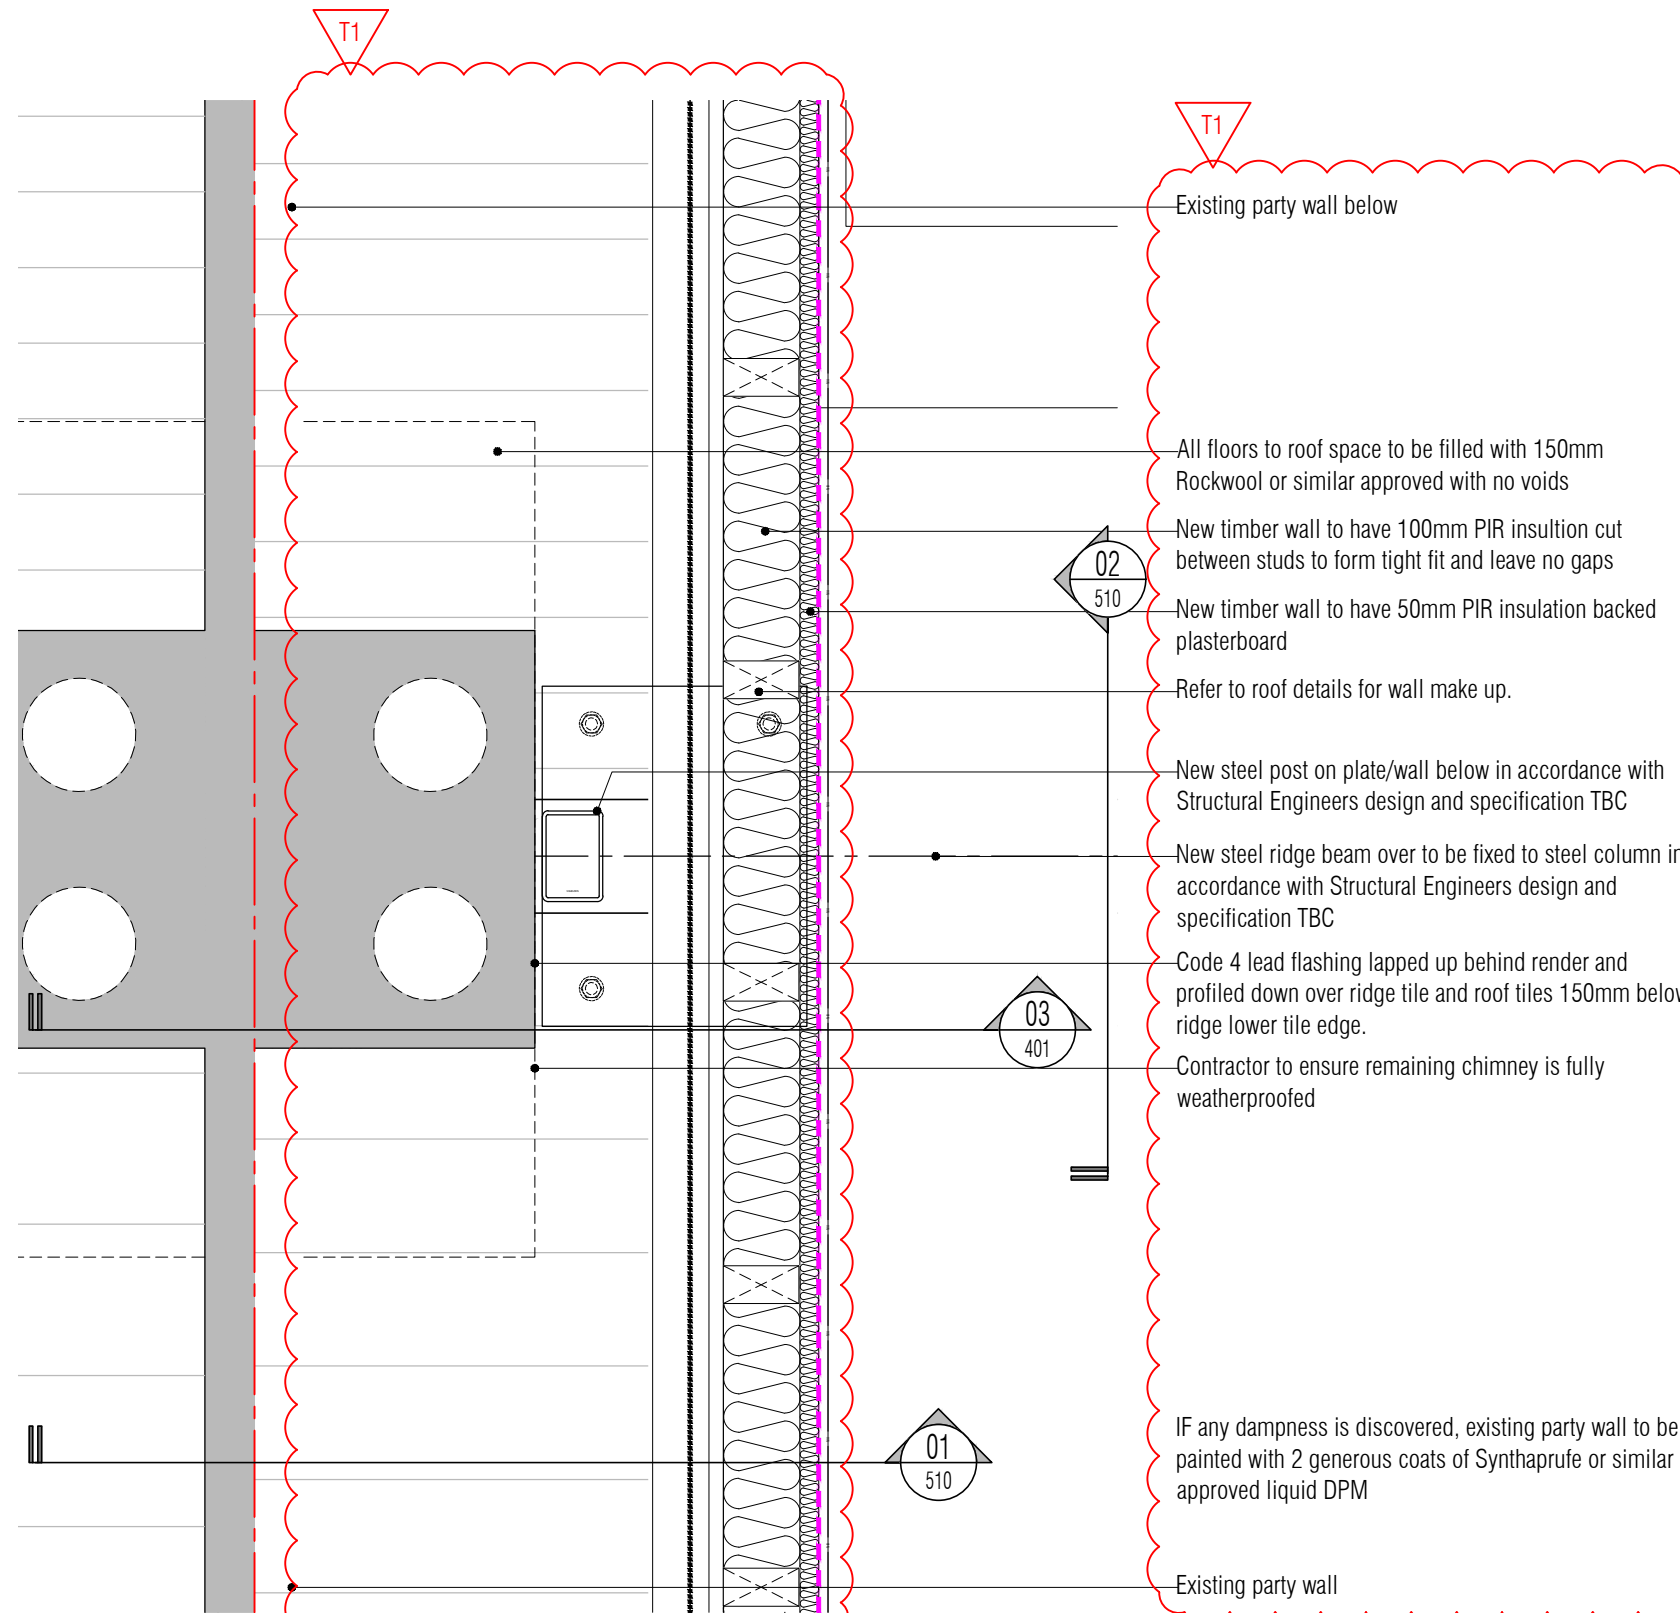 T1
T1
Existing party wall below
All floors to roof space to be filled with 150mm
Rockwool or similar approved with no voids
New timber wall to have 100mm PIR insultion cut
between studs to form tight fit and leave no gaps
02
510
New timber wall to have 50mm PIR insulation backed
plasterboard
Refer to roof details for wall make up.
New steel post on plate/wall below in accordance with
Structural Engineers design and specification TBC
New steel ridge beam over to be fixed to steel column in
accordance with Structural Engineers design and
specification TBC
Code 4 lead flashing lapped up behind render and
profiled down over ridge tile and roof tiles 150mm below
ridge lower tile edge.
03
401
Contractor to ensure remaining chimney is fully
weatherproofed
IF any dampness is discovered, existing party wall to be
painted with 2 generous coats of Synthaprufe or similar
approved liquid DPM
01
510
Existing party wall